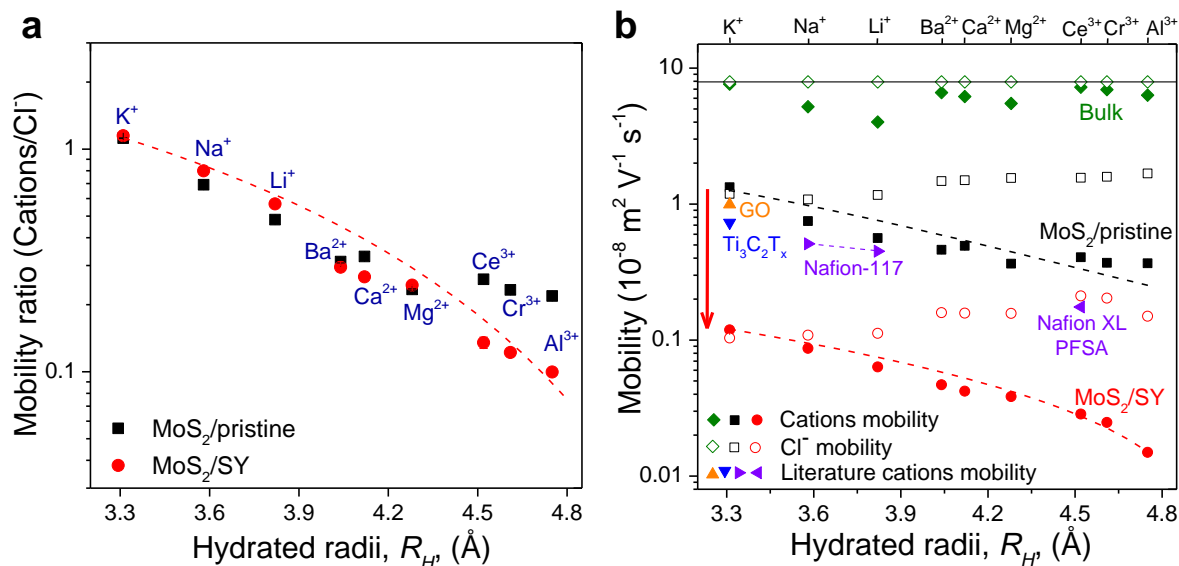 a
Mobility ratio (Cations/Cl⁻)
1
0.1
K⁺
Na⁺
Li⁺
Ba²⁺
Ca²⁺
Mg²⁺
Ce³⁺
Cr³⁺
Al³⁺
MoS₂/pristine
MoS₂/SY
3.3 3.6 3.9 4.2 4.5 4.8
Hydrated radii, R_H, (Å)
b
K⁺ Na⁺ Li⁺ Ba²⁺ Ca²⁺ Mg²⁺ Ce³⁺ Cr³⁺ Al³⁺
Mobility (10⁻⁸ m² V⁻¹ s⁻¹)
10
1
0.1
0.01
Bulk
GO
Ti₃C₂Tₓ
Nafion-117
MoS₂/pristine
Nafion XL
PFSA
MoS₂/SY
Cations mobility
Cl⁻ mobility
Literature cations mobility
3.3 3.6 3.9 4.2 4.5 4.8
Hydrated radii, R_H, (Å)